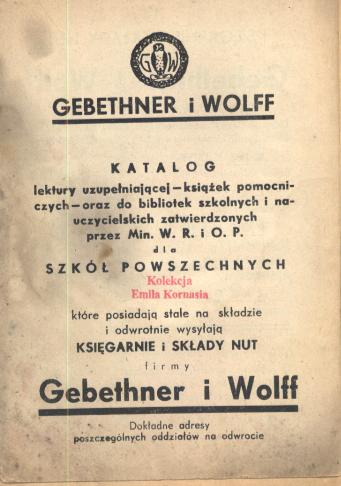 G W
GEBETHNER i WOLFF
KATALOG
lektury uzupełniającej – książek pomocni-
czych – oraz do bibliotek szkolnych i na-
uczycielskich zatwierdzonych
przez Min. W. R. i O. P.
dla
SZKÓŁ POWSZECHNYCH
Kolekcja
Emila Kornasia
które posiadają stale na składzie
i odwrotnie wysyłają
KSIĘGARNIE i SKŁADY NUT
firmy
Gebethner i Wolff
Dokładne adresy
poszczególnych oddziałów na odwrocie